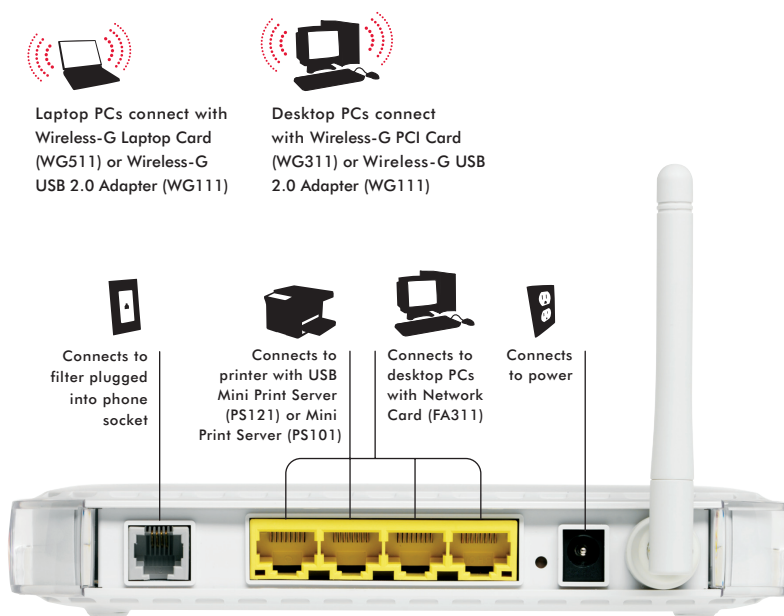 Laptop PCs connect with
Wireless-G Laptop Card
(WG511) or Wireless-G
USB 2.0 Adapter (WG111)
Desktop PCs connect
with Wireless-G PCI Card
(WG311) or Wireless-G USB
2.0 Adapter (WG111)
Connects to
filter plugged
into phone
socket
Connects to
printer with USB
Mini Print Server
(PS121) or Mini
Print Server (PS101)
Connects to
desktop PCs
with Network
Card (FA311)
Connects
to power